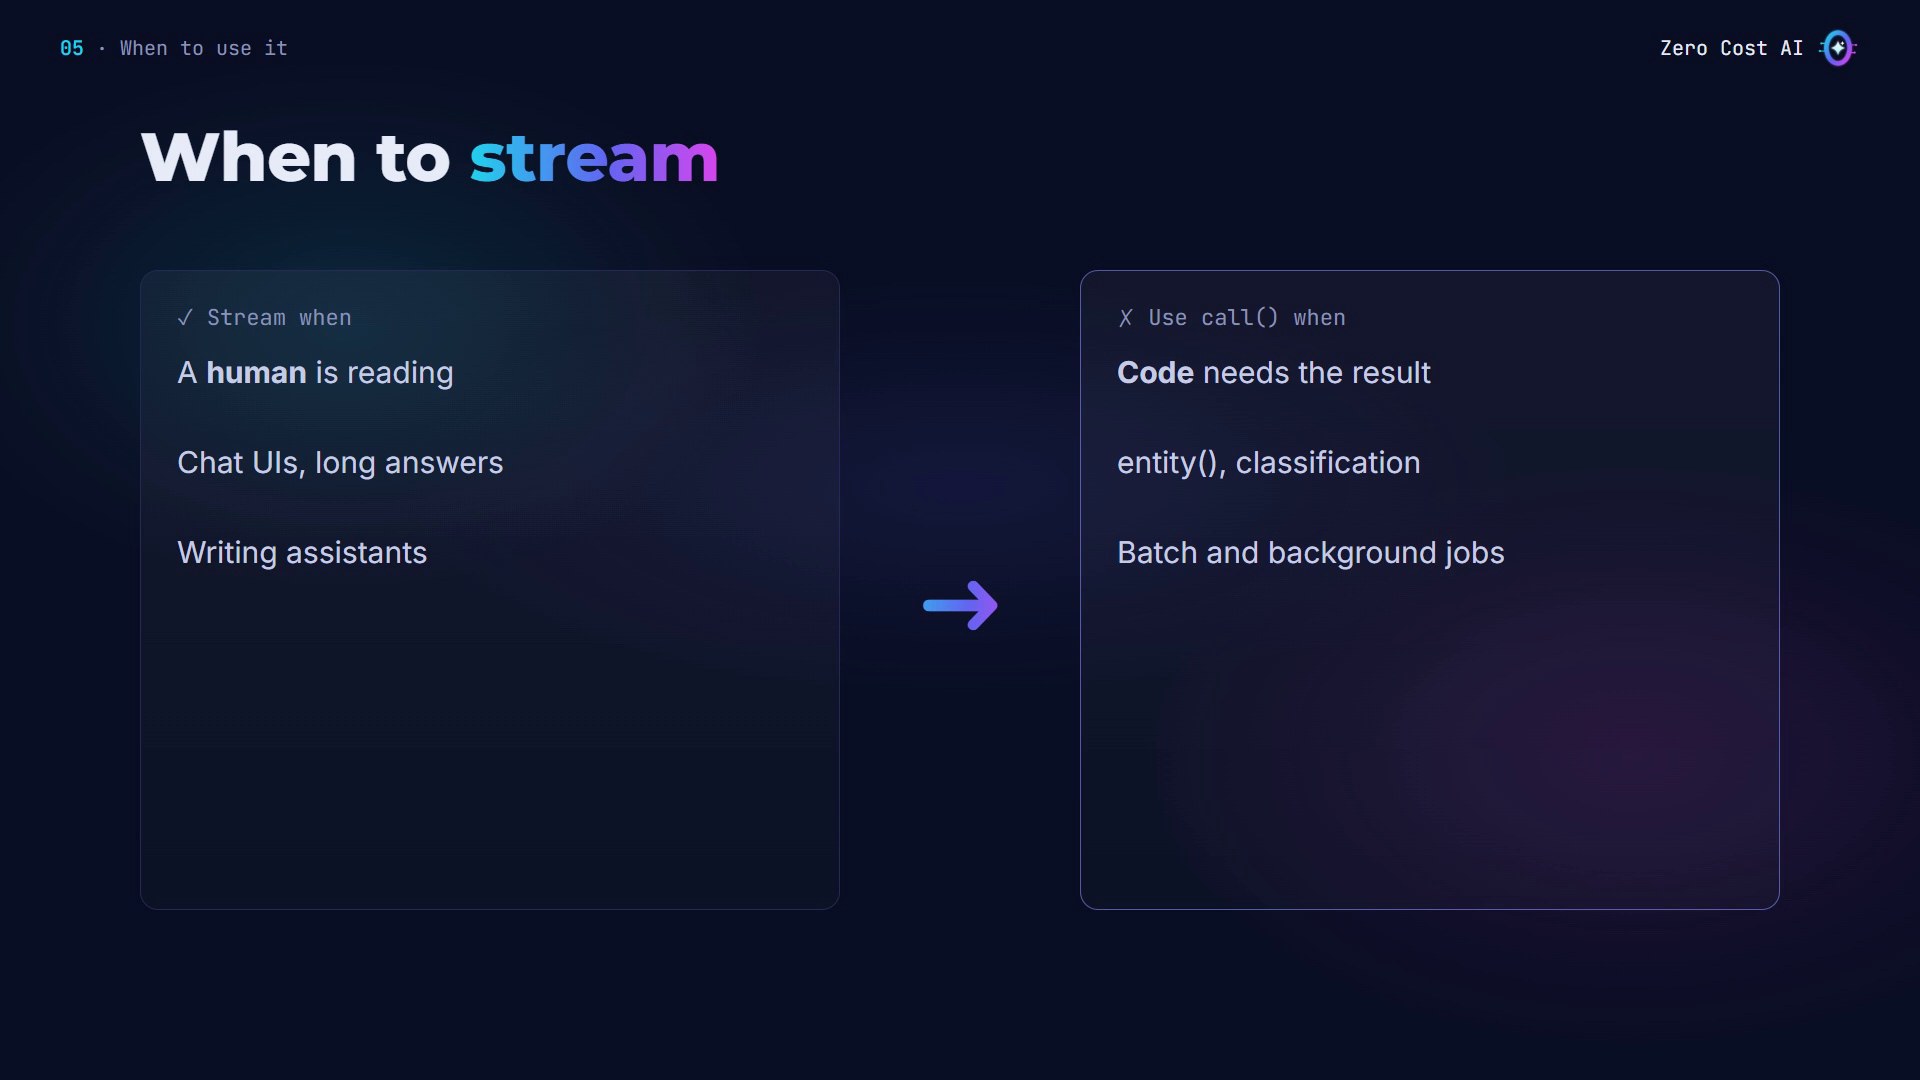 05 · When to use it
Zero Cost AI
When to stream
✓ Stream when
A human is reading
Chat UIs, long answers
Writing assistants
→
✗ Use call() when
Code needs the result
entity(), classification
Batch and background jobs